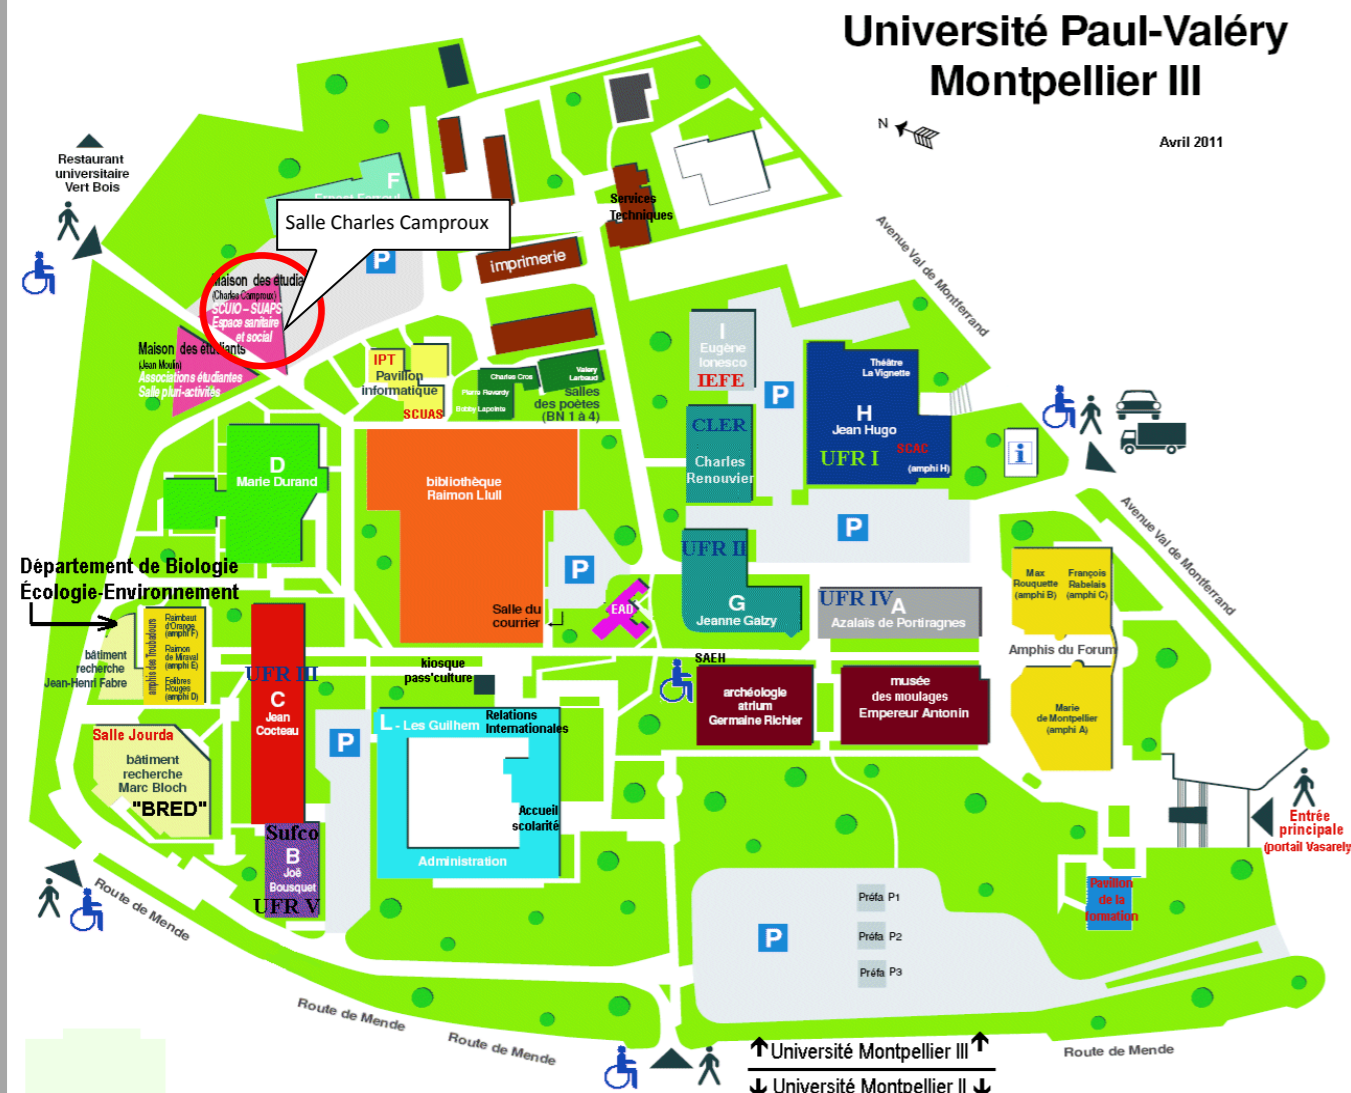 Université Paul-Valéry
Montpellier III
Avril 2011
N
Restaurant
universitaire
Vert Bois
F
Salle Charles Camproux
P
Services
Techniques
imprimerie
Avenue Val de Montferrand
Maison des étudia
(Charles Camproux)
SCUIO – SUAPS
Espace sanitaire
et social
Maison des étudiants
(Jean Moulin)
Associations étudiantes
Salle pluri-activités
IPT
Pavillon
informatique
SCUAS
Charles Cros
Pierre Reverdy
Bobby Lapointe
Valery
Larbaud
salles
des poètes
(BN 1 à 4)
I
Eugène
Ionesco
IEFE
P
Théâtre
La Vignette
H
Jean Hugo
SCAC
UFR I
(amphi H)
i
CLER
Charles
Renouvier
D
Marie Durand
bibliothèque
Raimon Llull
P
P
UFR II
Avenue Val de Montferrand
Département de Biologie
Écologie-Environnement
Max
Rouquette
(amphi B)
François
Rabelais
(amphi C)
Salle du
courrier
EAD
G
Jeanne Galzy
UFR IV
A
Azalaïs de Portiragnes
Amphis du Forum
amphis des Troubadours
Raimbaut
d'Orange
(amphi F)
Raimon
de Miraval
(amphi E)
Felibres
Rouges
(amphi D)
bâtiment
recherche
Jean-Henri Fabre
UFR III
C
Jean
Cocteau
kiosque
pass'culture
SAEH
archéologie
atrium
Germaine Richier
musée
des moulages
Empereur Antonin
Marie
de Montpellier
(amphi A)
L - Les Guilhem
Relations
Internationales
P
Salle Jourda
bâtiment
recherche
Marc Bloch
"BRED"
Accueil
scolarité
Administration
Sufco
B
Joë
Bousquet
UFR V
Entrée
principale
(portail Vasarely
Pavillon
de la
formation
Préfa P1
Préfa P2
Préfa P3
P
Route de Mende
Route de Mende
Route de Mende
Route de Mende
Université Montpellier III
Université Montpellier II